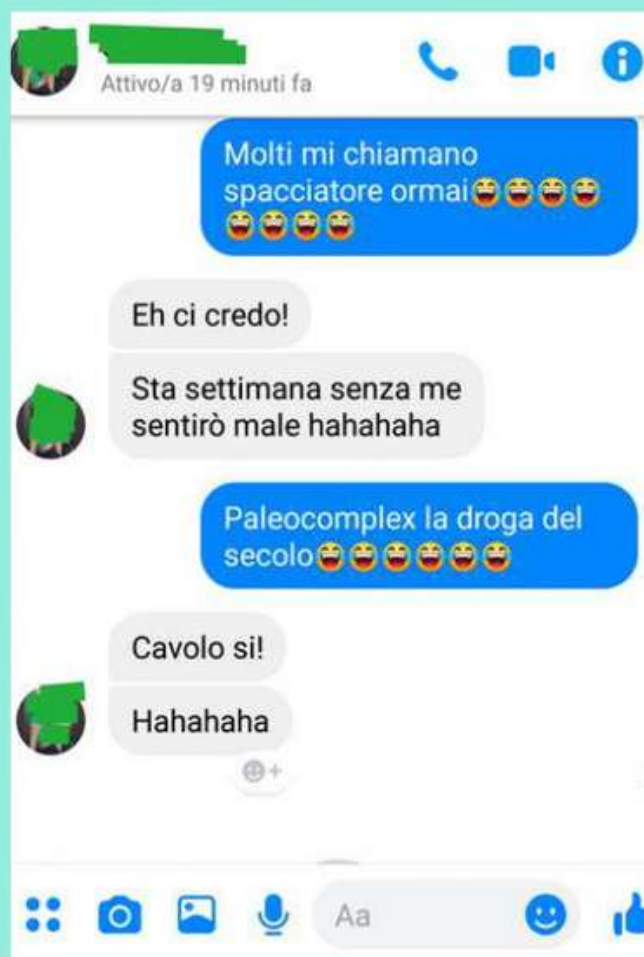 Attivo/a 19 minuti fa
Molti mi chiamano
spacciatore ormai😂😂😂😂
😂😂😂😂
Eh ci credo!
Sta settimana senza me
sentirò male hahahaha
Paleocomplex la droga del
secolo😂😂😂😂😂😂
Cavolo si!
Hahahaha
Aa